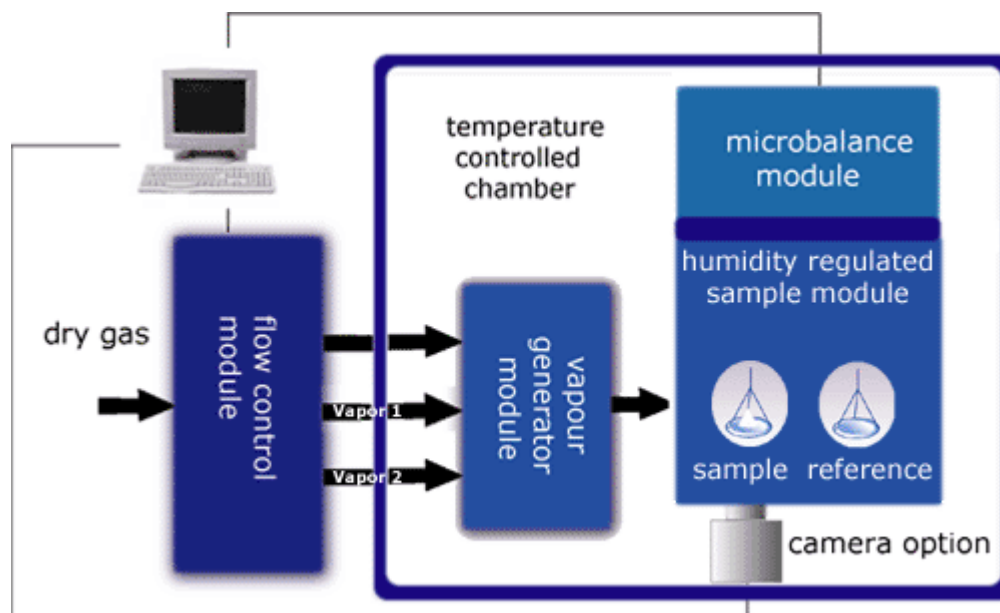 temperature
controlled
chamber
microbalance
module
humidity regulated
sample module
dry gas
flow control
module
Vapor 1
Vapor 2
vapour
generator
module
sample
reference
camera option